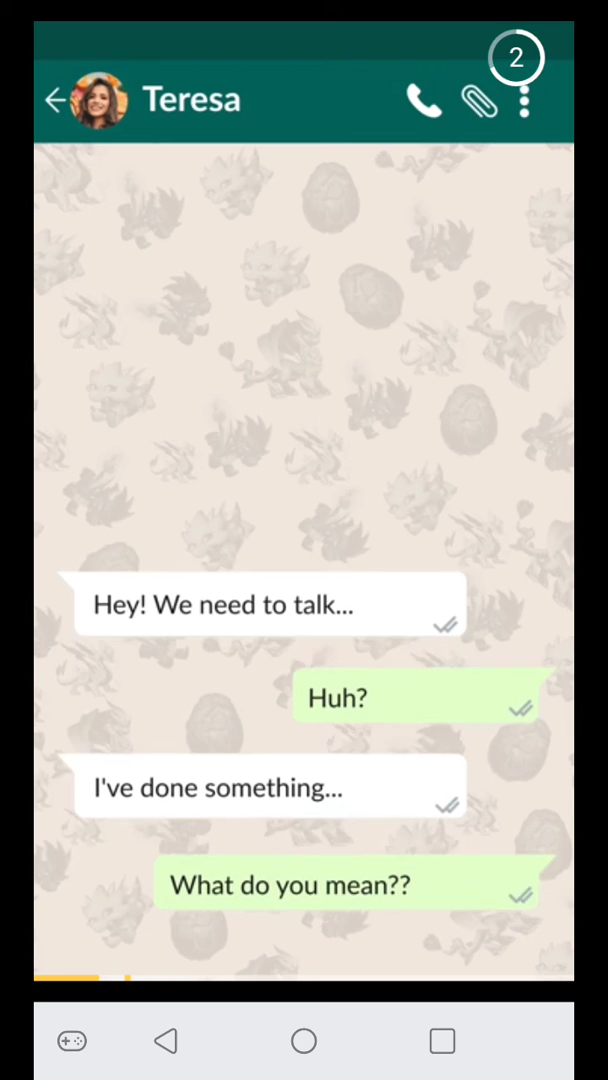 2
Teresa
Hey! We need to talk...
Huh?
I've done something...
What do you mean??